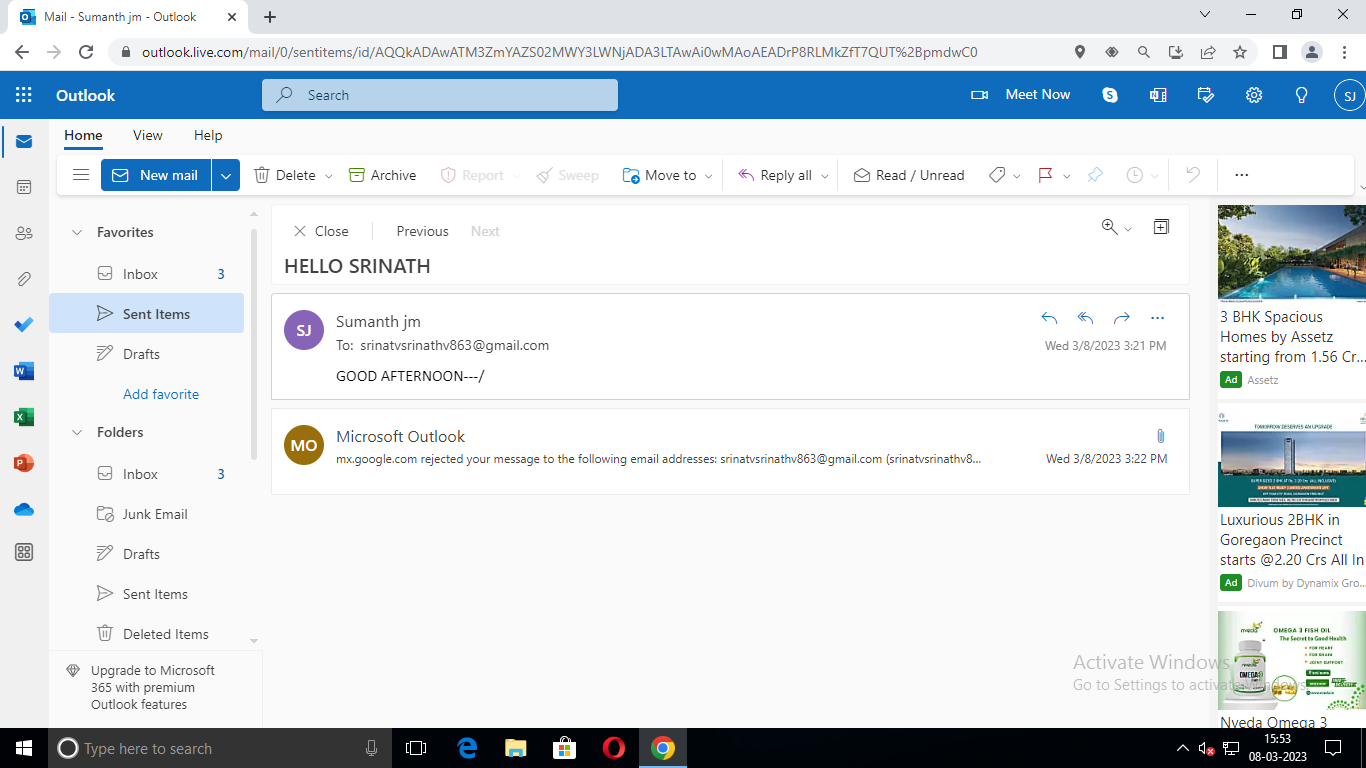 Mail - Sumanth jm - Outlook
outlook.live.com/mail/0/sentitems/id/AQQkADAwATM3ZmYAZS02MWY3LWNjADA3LTAwAi0wMAoAEADrP8RLMkZfT7QUT%2BpmdwC0
Outlook
Search
Meet Now
SJ
Home View Help
New mail Delete Archive Report Sweep Move to Reply all Read / Unread
Favorites
Inbox 3
Sent Items
Drafts
Add favorite
Folders
Inbox 3
Junk Email
Drafts
Sent Items
Deleted Items
Upgrade to Microsoft
365 with premium
Outlook features
Close Previous Next
HELLO SRINATH
SJ
Sumanth jm
To: srinatvsrinathv863@gmail.com
Wed 3/8/2023 3:21 PM
GOOD AFTERNOON---/
MO
Microsoft Outlook
mx.google.com rejected your message to the following email addresses: srinatvsrinathv863@gmail.com (srinatvsrinathv8...
Wed 3/8/2023 3:22 PM
3 BHK Spacious
Homes by Assetz
starting from 1.56 Cr...
Ad Assetz
TOMORROW DESERVES AN UPGRADE
Luxurious 2BHK in
Goregaon Precinct
starts @2.20 Crs All In
Ad Divum by Dynamix Gro...
nveda
OMEGA 3 FISH OIL
The Secret to Good Health
FOR HEART
FOR BRAIN
JOINT SUPPORT
OMEGA
Nveda Omega 3
Activate Windows
Go to Settings to activate Windows.
Type here to search
15:53
08-03-2023